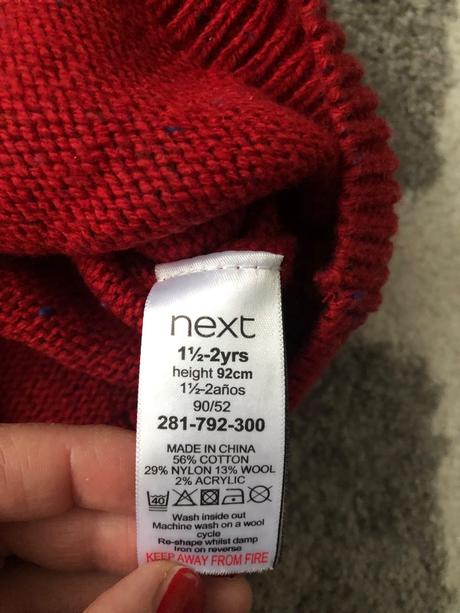 next
1½-2yrs
height 92cm
1½-2años
90/52
281-792-300
MADE IN CHINA
56% COTTON
29% NYLON 13% WOOL
2% ACRYLIC
40
Wash inside out
Machine wash on a wool
cycle
Re-shape whilst damp
Iron on reverse
KEEP AWAY FROM FIRE